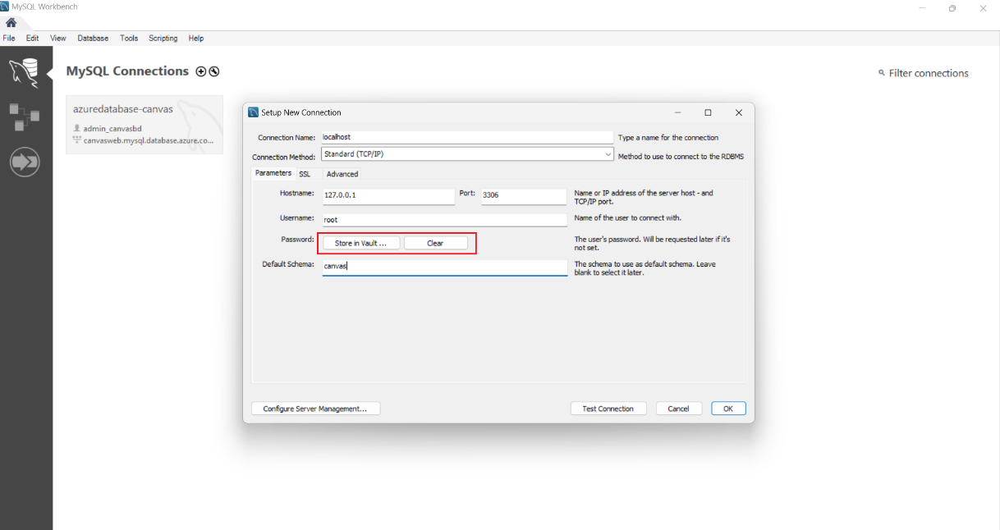 MySQL Workbench
File Edit View Database Tools Scripting Help
MySQL Connections
Filter connections
azuredatabase-canvas
admin_canvasbd
canvasweb.mysql.database.azure.co...
Setup New Connection
Connection Name: localhost Type a name for the connection
Connection Method: Standard (TCP/IP) Method to use to connect to the RDBMS
Parameters SSL Advanced
Hostname: 127.0.0.1 Port: 3306 Name or IP address of the server host - and
TCP/IP port.
Username: root Name of the user to connect with.
Password: Store in Vault ... Clear The user's password. Will be requested later if it's
not set.
Default Schema: canvas The schema to use as default schema. Leave
blank to select it later.
Configure Server Management... Test Connection Cancel OK